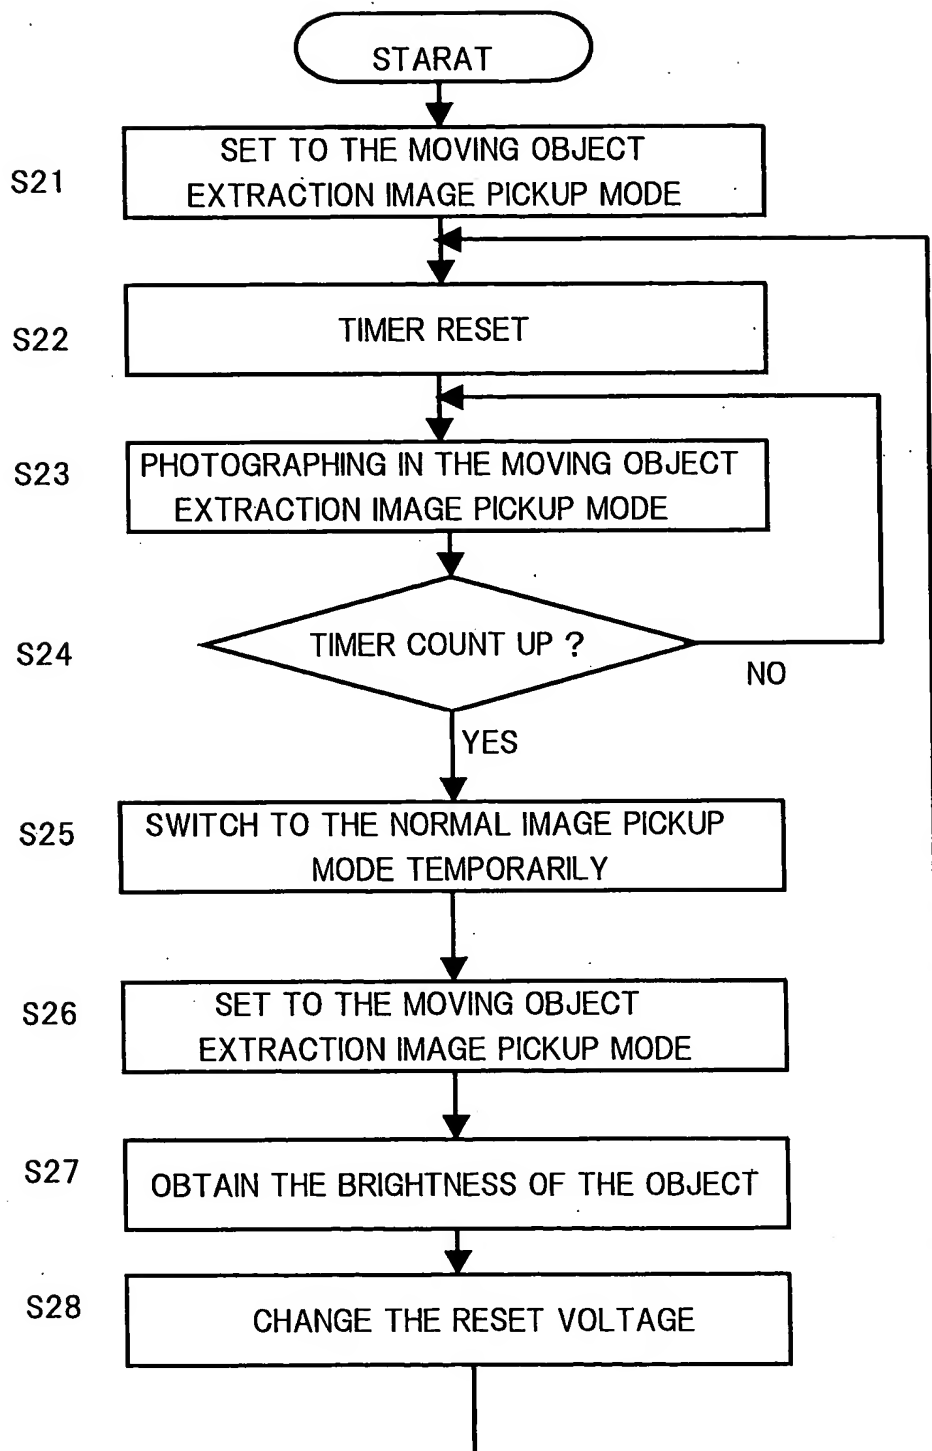 STARAT
S21
SET TO THE MOVING OBJECT
EXTRACTION IMAGE PICKUP MODE
S22
TIMER RESET
S23
PHOTOGRAPHING IN THE MOVING OBJECT
EXTRACTION IMAGE PICKUP MODE
S24
TIMER COUNT UP ?
NO
YES
S25
SWITCH TO THE NORMAL IMAGE PICKUP
MODE TEMPORARILY
S26
SET TO THE MOVING OBJECT
EXTRACTION IMAGE PICKUP MODE
S27
OBTAIN THE BRIGHTNESS OF THE OBJECT
S28
CHANGE THE RESET VOLTAGE